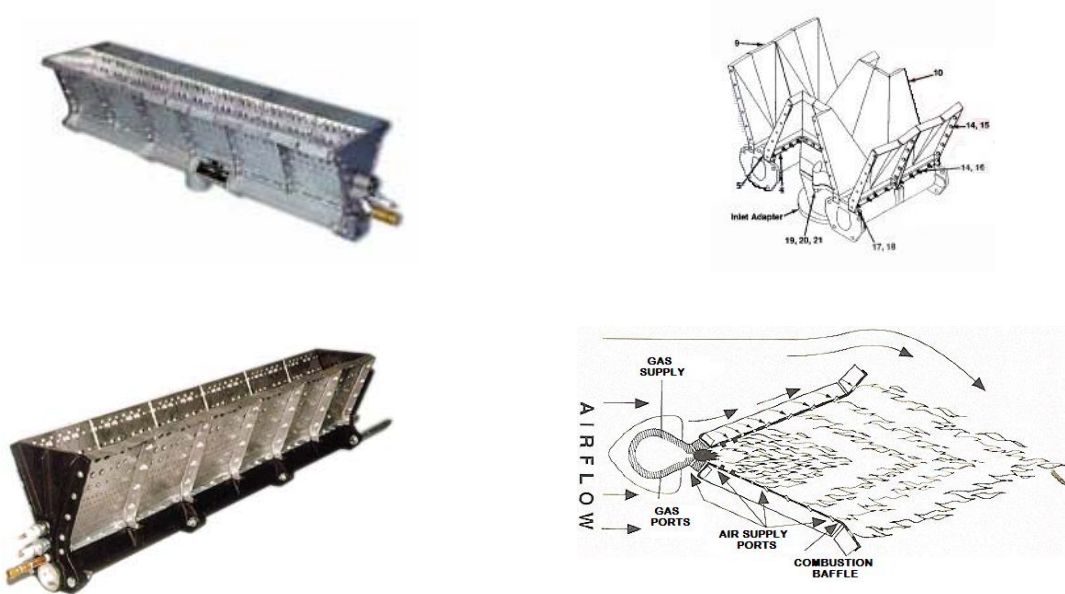 9
10
14, 15
5
4
14, 16
Inlet Adapter
19, 20, 21
17, 18
GAS
SUPPLY
AIRFLOW
GAS
PORTS
AIR SUPPLY
PORTS
COMBUSTION
BAFFLE